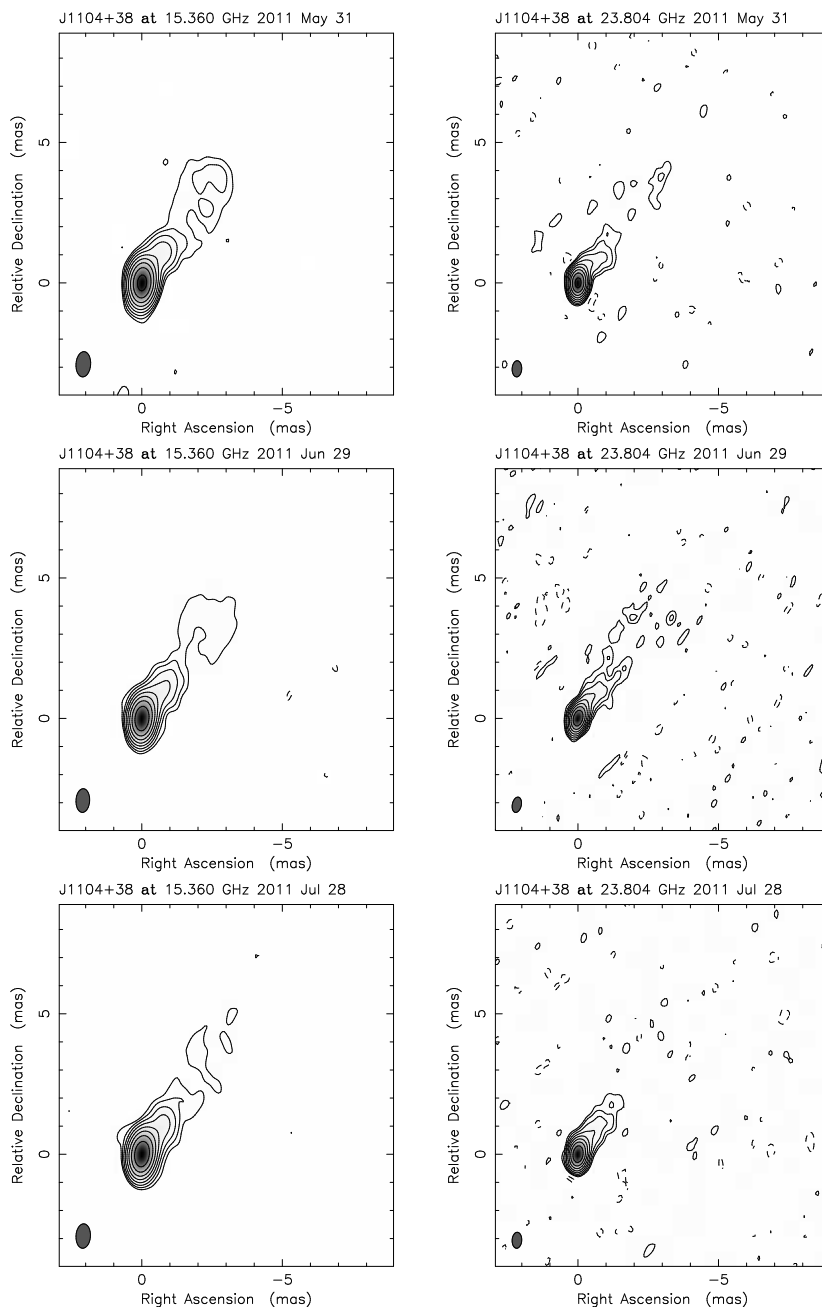 J1104+38 at 15.360 GHz 2011 May 31
Relative Declination (mas)
5
0
0
−5
Right Ascension (mas)
J1104+38 at 23.804 GHz 2011 May 31
Relative Declination (mas)
5
0
0
−5
Right Ascension (mas)
J1104+38 at 15.360 GHz 2011 Jun 29
Relative Declination (mas)
5
0
0
−5
Right Ascension (mas)
J1104+38 at 23.804 GHz 2011 Jun 29
Relative Declination (mas)
5
0
0
−5
Right Ascension (mas)
J1104+38 at 15.360 GHz 2011 Jul 28
Relative Declination (mas)
5
0
0
−5
Right Ascension (mas)
J1104+38 at 23.804 GHz 2011 Jul 28
Relative Declination (mas)
5
0
0
−5
Right Ascension (mas)